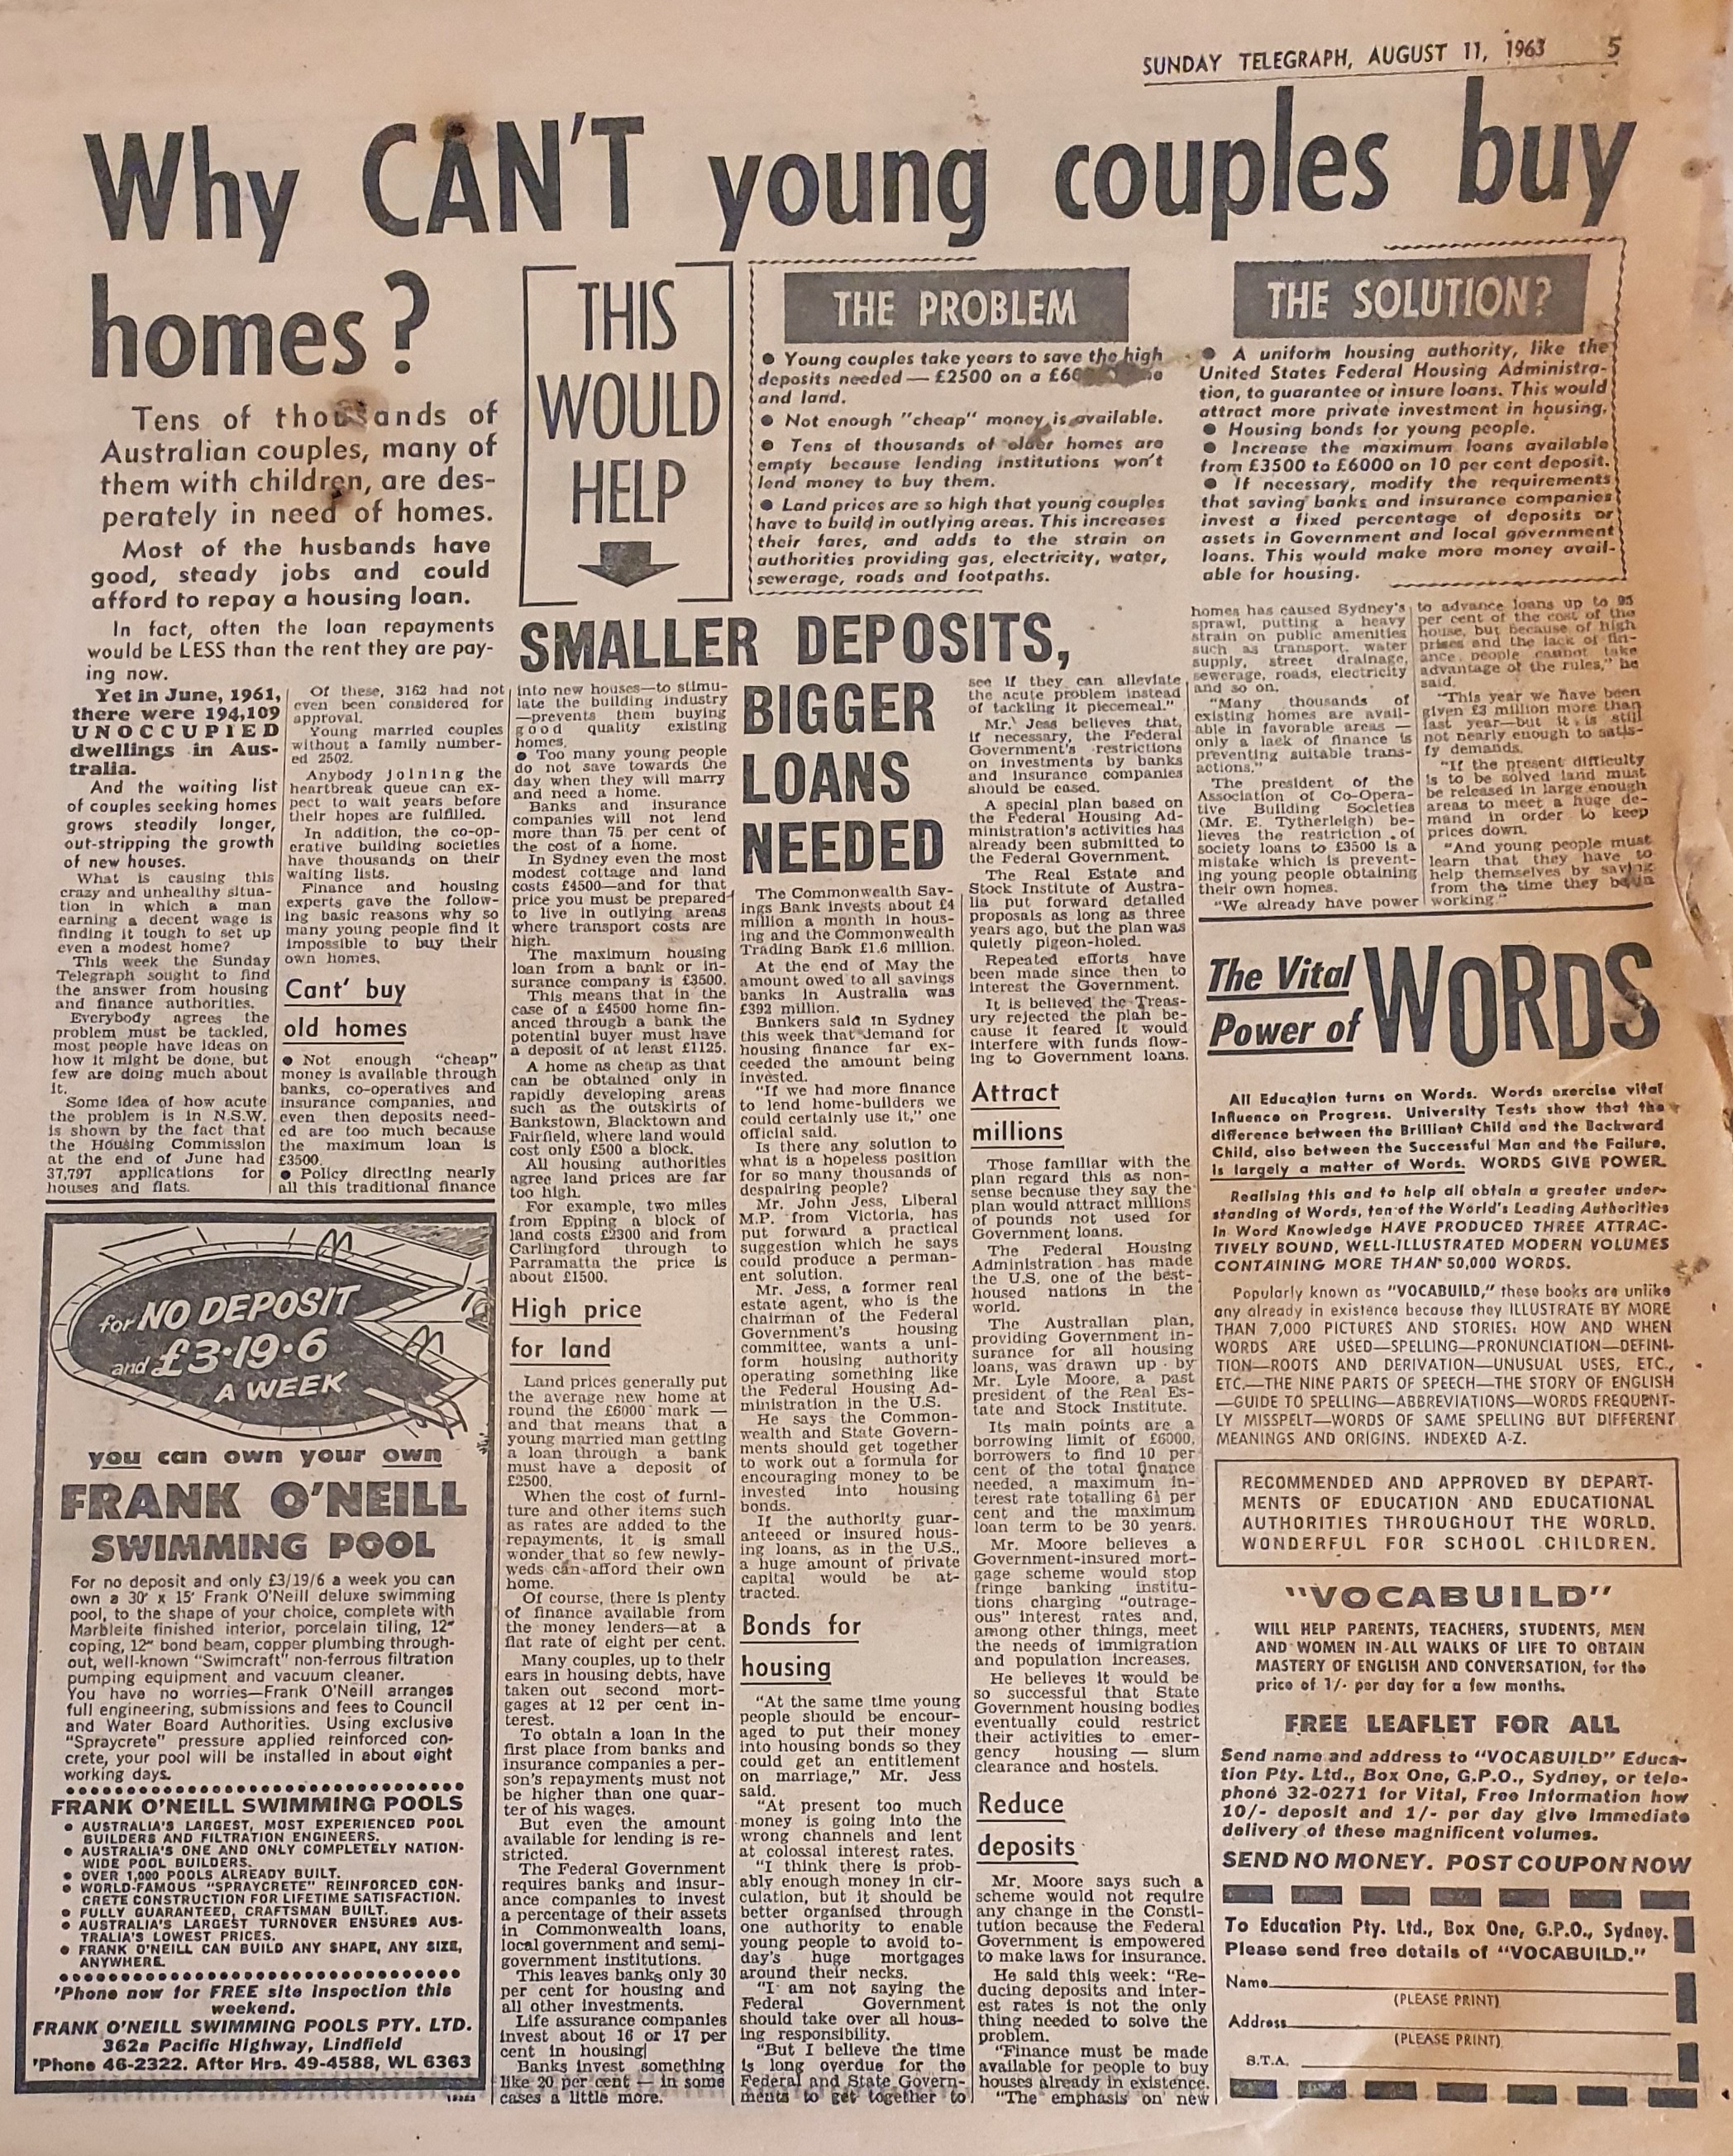 SUNDAY TELEGRAPH, AUGUST 11, 1963 5
Why CAN'T young couples buy
homes?
Tens of thousands of
Australian couples, many of
them with children, are des-
perately in need of homes.
Most of the husbands have
good, steady jobs and could
afford to repay a housing loan.
In fact, often the loan repayments
would be LESS than the rent they are pay-
ing now.
THIS
WOULD
HELP
THE PROBLEM
● Young couples take years to save the high
deposits needed — £2500 on a
and land.
● Not enough "cheap" money is available.
● Tens of thousands of older homes are
empty because lending institutions won't
lend money to buy them.
● Land prices are so high that young couples
have to build in outlying areas. This increases
their fares, and adds to the strain on
authorities providing gas, electricity, water,
sewerage, roads and footpaths.
THE SOLUTION?
● A uniform housing authority, like the
United States Federal Housing Administra-
tion, to guarantee or insure loans. This would
attract more private investment in housing.
● Housing bonds for young people.
● Increase the maximum loans available
from £3500 to £6000 on 10 per cent deposit.
● If necessary, modify the requirements
that saving banks and insurance companies
invest a fixed percentage of deposits or
assets in Government and local government
loans. This would make more money avail-
able for housing.
Yet in June, 1961,
there were 194,109
UNOCCUPIED
dwellings in Aus-
tralia.
And the waiting list
of couples seeking homes
grows steadily longer,
out-stripping the growth
of new houses.
What is causing this
crazy and unhealthy situa-
tion in which a man
earning a decent wage is
finding it tough to set up
even a modest home?
This week the Sunday
Telegraph sought to find
the answer from housing
and finance authorities.
Everybody agrees the
problem must be tackled,
most people have ideas on
how it might be done, but
few are doing much about
it.
Some idea of how acute
the problem is in N.S.W.
is shown by the fact that
the Housing Commission
at the end of June had
37,797 applications for
houses and flats.
Of these, 3162 had not
even been considered for
approval.
Young married couples
without a family number-
ed 2502.
Anybody joining the
heartbreak queue can ex-
pect to wait years before
their hopes are fulfilled.
In addition, the co-op-
erative building societies
have thousands on their
waiting lists.
Finance and housing
experts gave the follow-
ing basic reasons why so
many young people find it
impossible to buy their
own homes.
Cant' buy
old homes
● Not enough "cheap"
money is available through
banks, co-operatives and
insurance companies, and
even then deposits need-
ed are too much because
the maximum loan is
£3500.
● Policy directing nearly
all this traditional finance
SMALLER DEPOSITS,
BIGGER
LOANS
NEEDED
into new houses—to stimu-
late the building industry
—prevents them buying
good quality existing
homes.
● Too many young people
do not save towards the
day when they will marry
and need a home.
Banks and insurance
companies will not lend
more than 75 per cent of
the cost of a home.
In Sydney even the most
modest cottage and land
costs £4500—and for that
price you must be prepared
to live in outlying areas
where transport costs are
high.
The maximum housing
loan from a bank or in-
surance company is £3500.
This means that in the
case of a £4500 home fin-
anced through a bank the
potential buyer must have
a deposit of at least £1125.
A home as cheap as that
can be obtained only in
rapidly developing areas
such as the outskirts of
Bankstown, Blacktown and
Fairfield, where land would
cost only £500 a block.
All housing authorities
agree land prices are far
too high.
For example, two miles
from Epping a block of
land costs £2300 and from
Carlingford through to
Parramatta the price is
about £1500.
High price
for land
Land prices generally put
the average new home at
round the £6000 mark —
and that means that a
young married man getting
a loan through a bank
must have a deposit of
£2500.
When the cost of furni-
ture and other items such
as rates are added to the
repayments, it is small
wonder that so few newly-
weds can afford their own
home.
Of course, there is plenty
of finance available from
the money lenders—at a
flat rate of eight per cent.
Many couples, up to their
ears in housing debts, have
taken out second mort-
gages at 12 per cent in-
terest.
To obtain a loan in the
first place from banks and
insurance companies a per-
son's repayments must not
be higher than one quar-
ter of his wages.
But even the amount
available for lending is re-
stricted.
The Federal Government
requires banks and insur-
ance companies to invest
a percentage of their assets
in Commonwealth loans,
local government and semi-
government institutions.
This leaves banks only 30
per cent for housing and
all other investments.
Life assurance companies
invest about 16 or 17 per
cent in housing
Banks invest something
like 20 per cent — in some
cases a little more.
The Commonwealth Sav-
ings Bank invests about £4
million a month in hous-
ing and the Commonwealth
Trading Bank £1.6 million.
At the end of May the
amount owed to all savings
banks in Australia was
£392 million.
Bankers said in Sydney
this week that demand for
housing finance far ex-
ceeded the amount being
invested.
"If we had more finance
to lend home-builders we
could certainly use it," one
official said.
Is there any solution to
what is a hopeless position
for so many thousands of
despairing people?
Mr. John Jess, Liberal
M.P. from Victoria, has
put forward a practical
suggestion which he says
could produce a perman-
ent solution.
Mr. Jess, a former real
estate agent, who is the
chairman of the Federal
Government's housing
committee, wants a uni-
form housing authority
operating something like
the Federal Housing Ad-
ministration in the U.S.
He says the Common-
wealth and State Govern-
ments should get together
to work out a formula for
encouraging money to be
invested into housing
bonds.
If the authority guar-
anteed or insured hous-
ing loans, as in the U.S.,
a huge amount of private
capital would be at-
tracted.
Bonds for
housing
"At the same time young
people should be encour-
aged to put their money
into housing bonds so they
could get an entitlement
on marriage," Mr. Jess
said.
"At present too much
money is going into the
wrong channels and lent
at colossal interest rates.
"I think there is prob-
ably enough money in cir-
culation, but it should be
better organised through
one authority to enable
young people to avoid to-
day's huge mortgages
around their necks.
"I am not saying the
Federal Government
should take over all hous-
ing responsibility.
"But I believe the time
is long overdue for the
Federal and State Govern-
ments to get together to
see if they can alleviate
the acute problem instead
of tackling it piecemeal."
Mr. Jess believes that,
if necessary, the Federal
Government's restrictions
on investments by banks
and insurance companies
should be eased.
A special plan based on
the Federal Housing Ad-
ministration's activities has
already been submitted to
the Federal Government.
The Real Estate and
Stock Institute of Austra-
lia put forward detailed
proposals as long as three
years ago, but the plan was
quietly pigeon-holed.
Repeated efforts have
been made since then to
interest the Government.
It is believed the Treas-
ury rejected the plan be-
cause it feared it would
interfere with funds flow-
ing to Government loans.
Attract
millions
Those familiar with the
plan regard this as non-
sense because they say the
plan would attract millions
of pounds not used for
Government loans.
The Federal Housing
Administration has made
the U.S. one of the best-
housed nations in the
world.
The Australian plan,
providing Government in-
surance for all housing
loans, was drawn up by
Mr. Lyle Moore, a past
president of the Real Es-
tate and Stock Institute.
Its main points are a
borrowing limit of £6000,
borrowers to find 10 per
cent of the total finance
needed, a maximum in-
terest rate totalling 6½ per
cent and the maximum
loan term to be 30 years.
Mr. Moore believes a
Government-insured mort-
gage scheme would stop
fringe banking institu-
tions charging "outrage-
ous" interest rates and,
among other things, meet
the needs of immigration
and population increases.
He believes it would be
so successful that State
Government housing bodies
eventually could restrict
their activities to emer-
gency housing — slum
clearance and hostels.
Reduce
deposits
Mr. Moore says such a
scheme would not require
any change in the Consti-
tution because the Federal
Government is empowered
to make laws for insurance.
He said this week: "Re-
ducing deposits and inter-
est rates is not the only
thing needed to solve the
problem.
"Finance must be made
available for people to buy
houses already in existence.
"The emphasis on new
homes has caused Sydney's
sprawl, putting a heavy
strain on public amenities
such as transport, water
supply, street drainage,
sewerage, roads, electricity
and so on.
"Many thousands of
existing homes are avail-
able in favorable areas —
only a lack of finance is
preventing suitable trans-
actions."
The president of the
Association of Co-Opera-
tive Building Societies
(Mr. E. Tytherleigh) be-
lieves the restriction of
society loans to £3500 is a
mistake which is prevent-
ing young people obtaining
their own homes.
"We already have power
to advance loans up to 95
per cent of the cost of the
house, but because of high
prises and the lack of fin-
ance people cannot take
advantage of the rules," he
said.
"This year we have been
given £3 million more than
last year—but it is still
not nearly enough to satis-
fy demands.
"If the present difficulty
is to be solved land must
be released in large enough
areas to meet a huge de-
mand in order to keep
prices down.
"And young people must
learn that they have to
help themselves by saving
from the time they begin
working."
for NO DEPOSIT
and £3·19·6
A WEEK
you can own your own
FRANK O'NEILL
SWIMMING POOL
For no deposit and only £3/19/6 a week you can
own a 30' x 15' Frank O'Neill deluxe swimming
pool, to the shape of your choice, complete with
Marbleite finished interior, porcelain tiling, 12"
coping, 12" bond beam, copper plumbing through-
out, well-known "Swimcraft" non-ferrous filtration
pumping equipment and vacuum cleaner.
You have no worries—Frank O'Neill arranges
full engineering, submissions and fees to Council
and Water Board Authorities. Using exclusive
"Spraycrete" pressure applied reinforced con-
crete, your pool will be installed in about eight
working days.
FRANK O'NEILL SWIMMING POOLS
● AUSTRALIA'S LARGEST, MOST EXPERIENCED POOL
BUILDERS AND FILTRATION ENGINEERS.
● AUSTRALIA'S ONE AND ONLY COMPLETELY NATION-
WIDE POOL BUILDERS.
● OVER 1,000 POOLS ALREADY BUILT.
● WORLD-FAMOUS "SPRAYCRETE" REINFORCED CON-
CRETE CONSTRUCTION FOR LIFETIME SATISFACTION.
● FULLY GUARANTEED, CRAFTSMAN BUILT.
● AUSTRALIA'S LARGEST TURNOVER ENSURES AUS-
TRALIA'S LOWEST PRICES.
● FRANK O'NEILL CAN BUILD ANY SHAPE, ANY SIZE,
ANYWHERE.
'Phone now for FREE site inspection this
weekend.
FRANK O'NEILL SWIMMING POOLS PTY. LTD.
362a Pacific Highway, Lindfield
'Phone 46-2322. After Hrs. 49-4588, WL 6363
The Vital
Power of WORDS
All Education turns on Words. Words exercise vital
Influence on Progress. University Tests show that the
difference between the Brilliant Child and the Backward
Child, also between the Successful Man and the Failure,
is largely a matter of Words. WORDS GIVE POWER.
Realising this and to help all obtain a greater under-
standing of Words, ten of the World's Leading Authorities
in Word Knowledge HAVE PRODUCED THREE ATTRAC-
TIVELY BOUND, WELL-ILLUSTRATED MODERN VOLUMES
CONTAINING MORE THAN 50,000 WORDS.
Popularly known as "VOCABUILD," these books are unlike
any already in existence because they ILLUSTRATE BY MORE
THAN 7,000 PICTURES AND STORIES: HOW AND WHEN
WORDS ARE USED—SPELLING—PRONUNCIATION—DEFINI-
TION—ROOTS AND DERIVATION—UNUSUAL USES, ETC.,
ETC.—THE NINE PARTS OF SPEECH—THE STORY OF ENGLISH
—GUIDE TO SPELLING—ABBREVIATIONS—WORDS FREQUENT-
LY MISSPELT—WORDS OF SAME SPELLING BUT DIFFERENT
MEANINGS AND ORIGINS. INDEXED A-Z.
RECOMMENDED AND APPROVED BY DEPART-
MENTS OF EDUCATION AND EDUCATIONAL
AUTHORITIES THROUGHOUT THE WORLD.
WONDERFUL FOR SCHOOL CHILDREN.
"VOCABUILD"
WILL HELP PARENTS, TEACHERS, STUDENTS, MEN
AND WOMEN IN ALL WALKS OF LIFE TO OBTAIN
MASTERY OF ENGLISH AND CONVERSATION, for the
price of 1/- per day for a few months.
FREE LEAFLET FOR ALL
Send name and address to "VOCABUILD" Educa-
tion Pty. Ltd., Box One, G.P.O., Sydney, or tele-
phone 32-0271 for Vital, Free Information how
10/- deposit and 1/- per day give immediate
delivery of these magnificent volumes.
SEND NO MONEY. POST COUPON NOW
To Education Pty. Ltd., Box One, G.P.O., Sydney.
Please send free details of "VOCABUILD."
Name
(PLEASE PRINT)
Address
(PLEASE PRINT)
S.T.A.